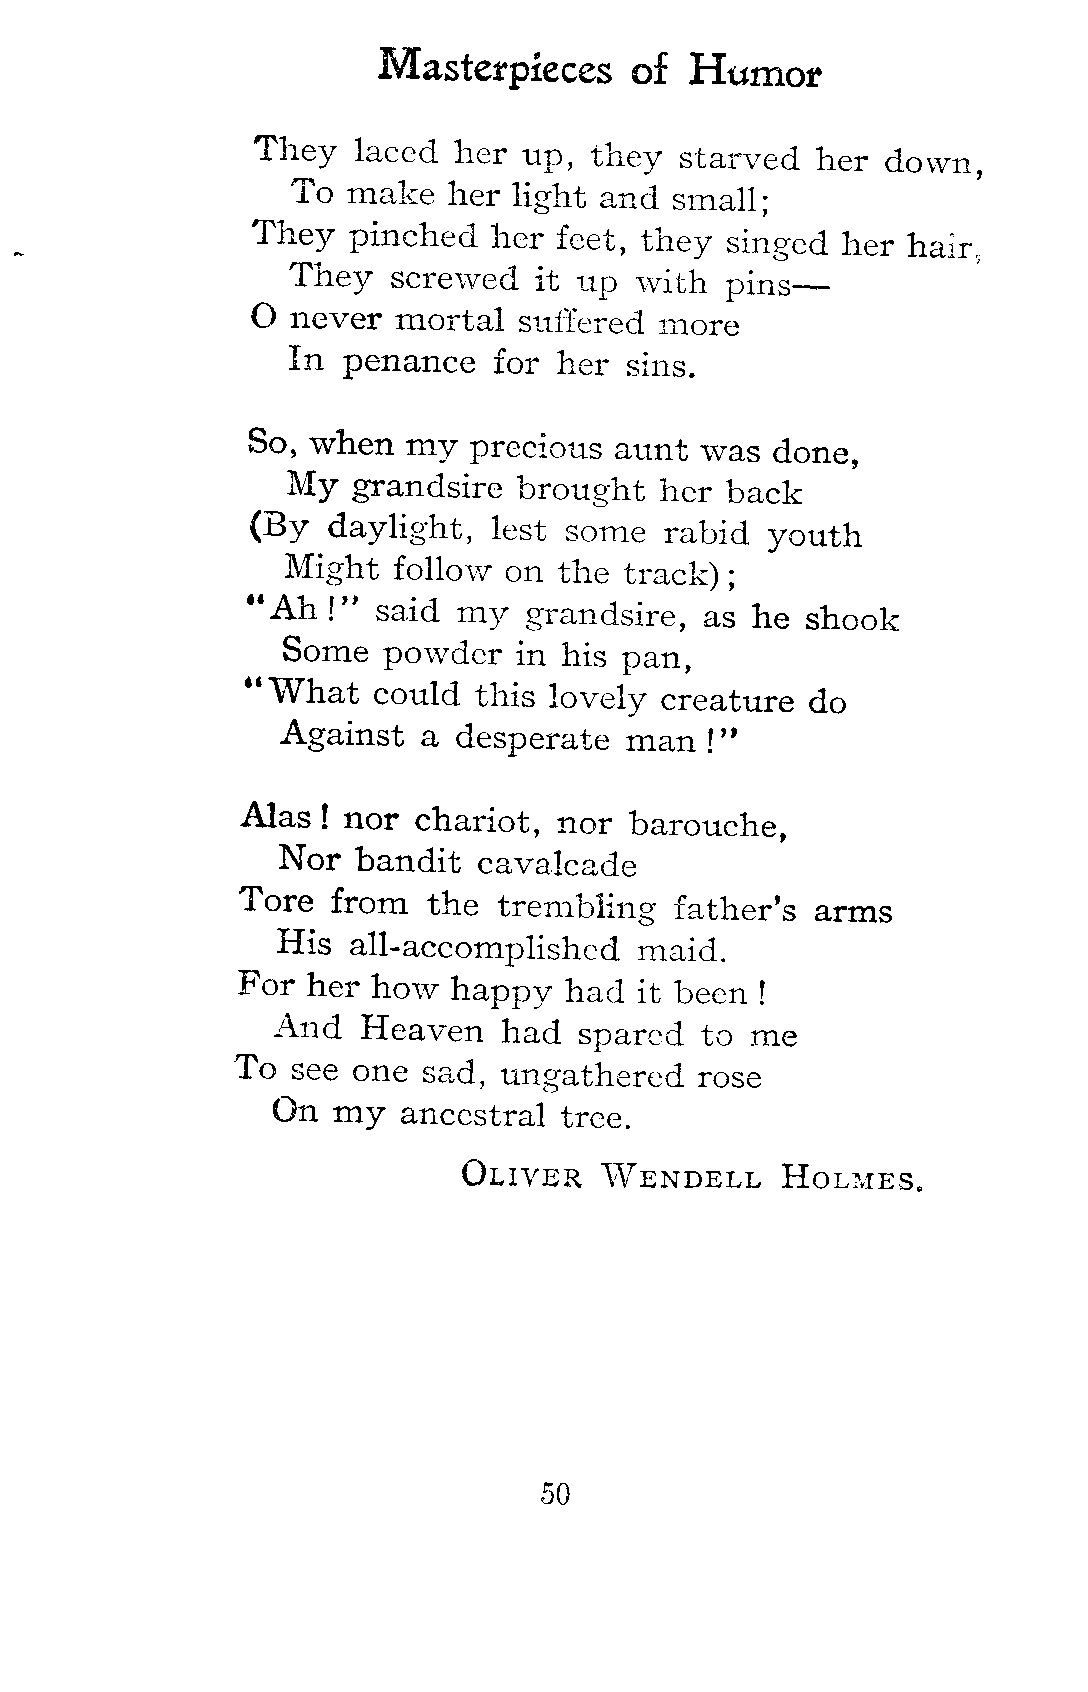 Masterpieces of Humor
They laced her up, they starved her down,
To make her light and small;
They pinched her feet, they singed her hair,
They screwed it up with pins—
O never mortal suffered more
In penance for her sins.
So, when my precious aunt was done,
My grandsire brought her back
(By daylight, lest some rabid youth
Might follow on the track);
"Ah!" said my grandsire, as he shook
Some powder in his pan,
"What could this lovely creature do
Against a desperate man!"
Alas! nor chariot, nor barouche,
Nor bandit cavalcade
Tore from the trembling father's arms
His all-accomplished maid.
For her how happy had it been!
And Heaven had spared to me
To see one sad, ungathered rose
On my ancestral tree.
OLIVER WENDELL HOLMES.
50